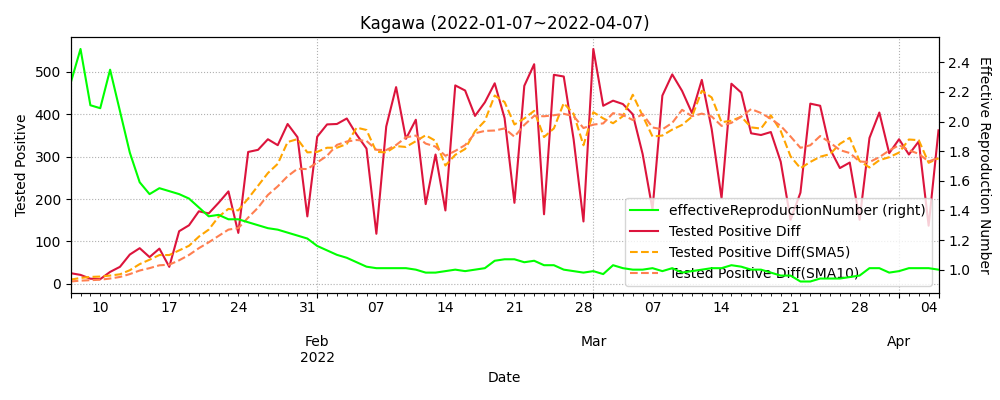 Kagawa (2022-01-07~2022-04-07)
Tested Positive
500
400
300
200
100
0
2.4
2.2
2.0
1.8
1.6
1.4
1.2
1.0
Effective Reproduction Number
effectiveReproductionNumber (right)
Tested Positive Diff
Tested Positive Diff(SMA5)
Tested Positive Diff(SMA10)
10 17 24 31 07 14 21 28 07 14 21 28 04
Feb Mar Apr
2022
Date